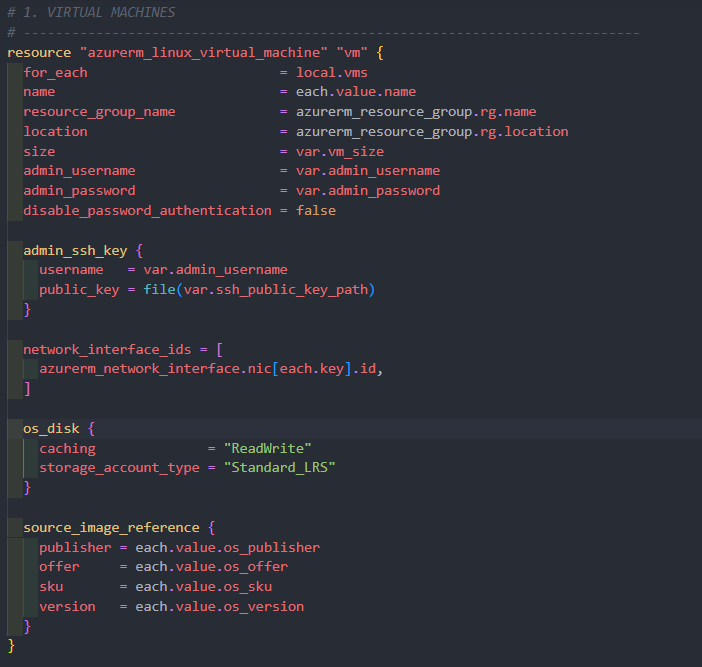 # 1. VIRTUAL MACHINES
# -----------------------------------------------------------------------------
resource "azurerm_linux_virtual_machine" "vm" {
  for_each                        = local.vms
  name                            = each.value.name
  resource_group_name             = azurerm_resource_group.rg.name
  location                        = azurerm_resource_group.rg.location
  size                            = var.vm_size
  admin_username                  = var.admin_username
  admin_password                  = var.admin_password
  disable_password_authentication = false

  admin_ssh_key {
    username   = var.admin_username
    public_key = file(var.ssh_public_key_path)
  }

  network_interface_ids = [
    azurerm_network_interface.nic[each.key].id,
  ]

  os_disk {
    caching              = "ReadWrite"
    storage_account_type = "Standard_LRS"
  }

  source_image_reference {
    publisher = each.value.os_publisher
    offer     = each.value.os_offer
    sku       = each.value.os_sku
    version   = each.value.os_version
  }
}